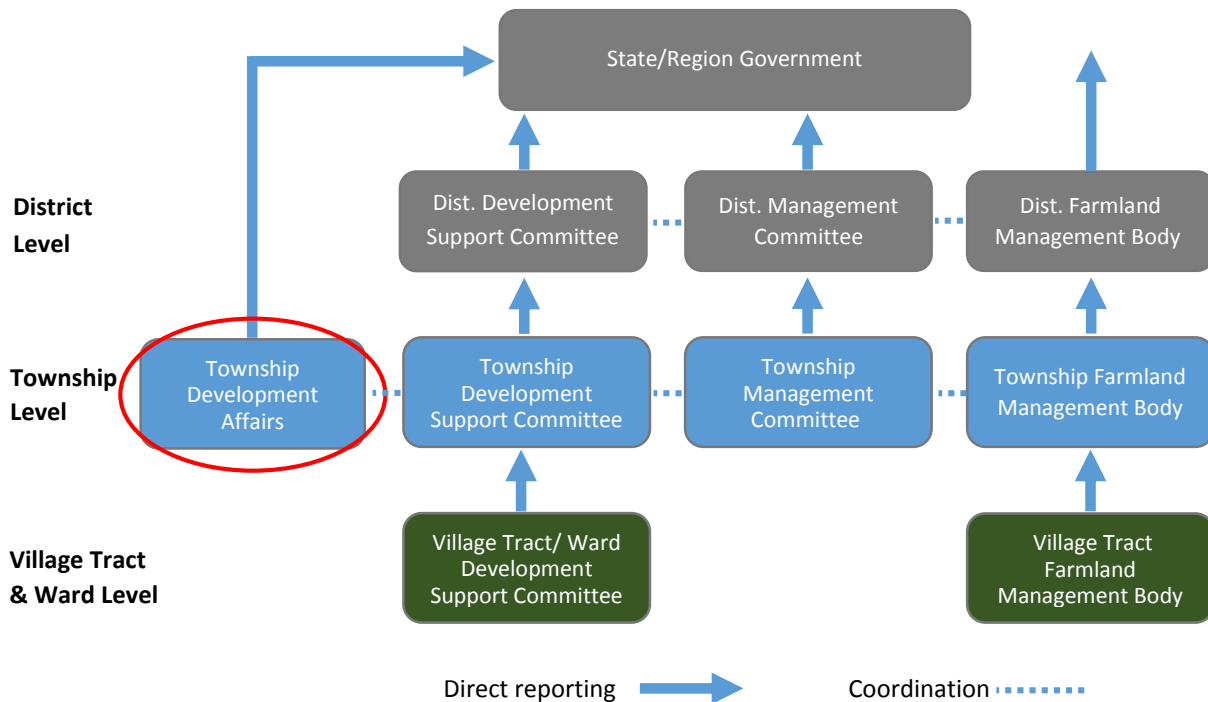 State/Region Government
District
Level
Dist. Development
Support Committee
Dist. Management
Committee
Dist. Farmland
Management Body
Township
Level
Township
Development
Affairs
Township
Development
Support Committee
Township
Management
Committee
Township Farmland
Management Body
Village Tract
& Ward Level
Village Tract/ Ward
Development
Support Committee
Village Tract
Farmland
Management Body
Direct reporting
Coordination